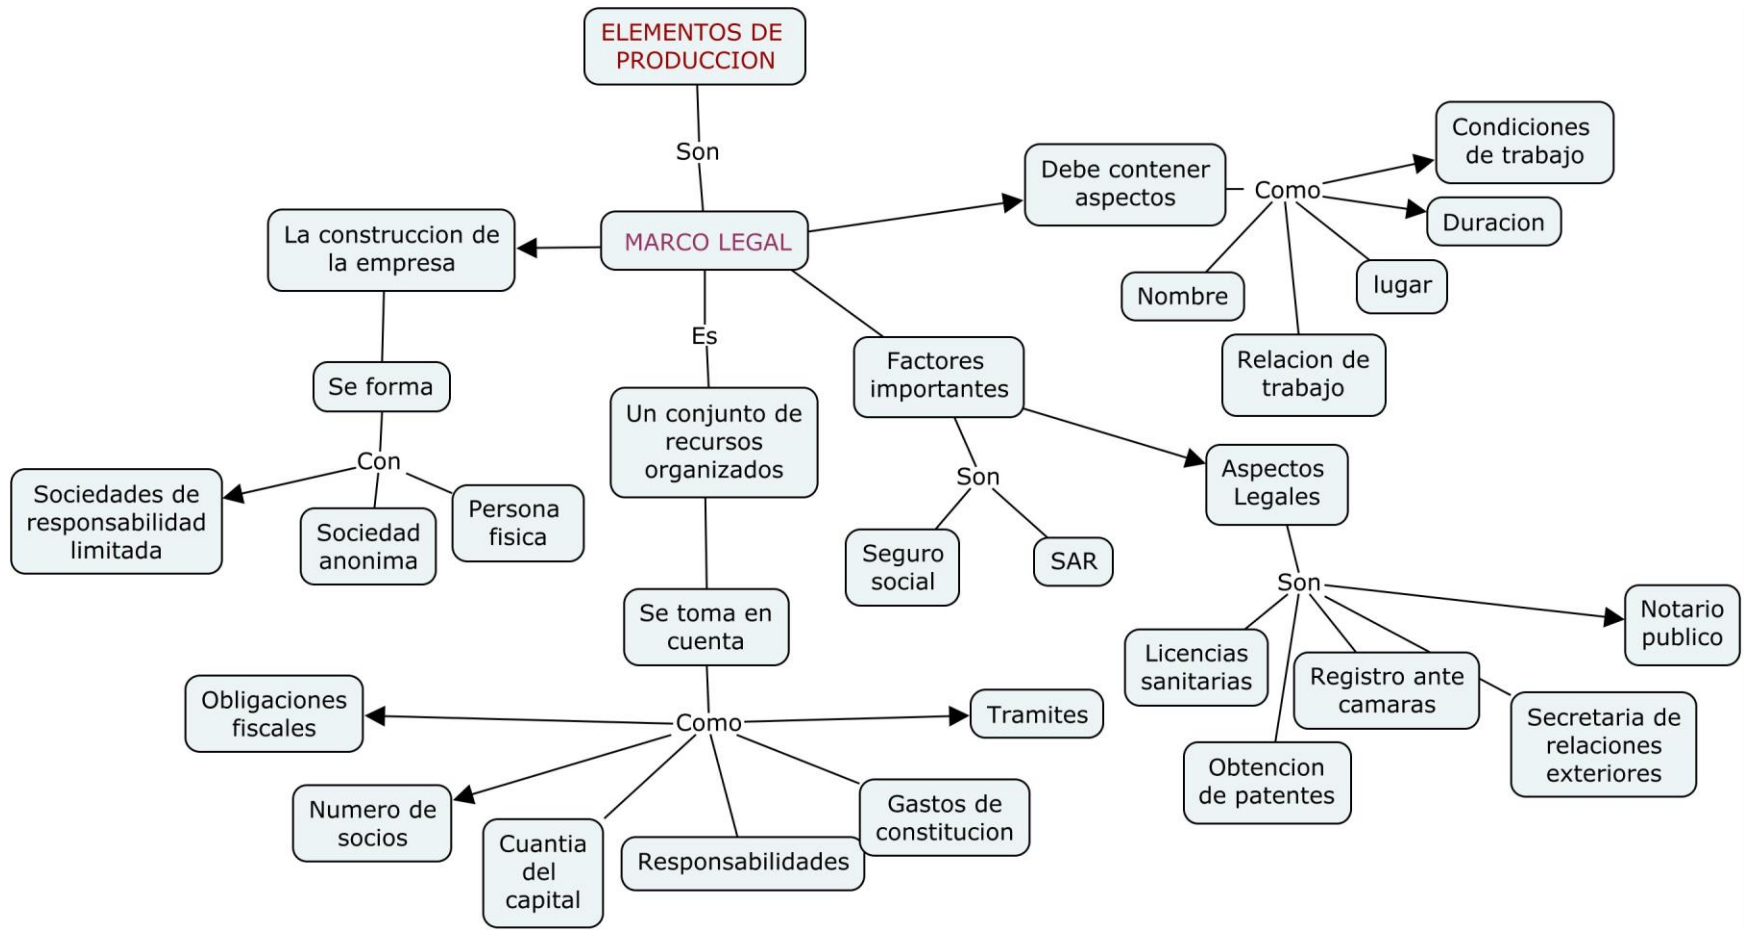 ELEMENTOS DE
PRODUCCION
Son
MARCO LEGAL
La construccion de
la empresa
Se forma
Con
Sociedades de
responsabilidad
limitada
Sociedad
anonima
Persona
fisica
Es
Un conjunto de
recursos
organizados
Se toma en
cuenta
Como
Obligaciones
fiscales
Numero de
socios
Cuantia
del
capital
Responsabilidades
Gastos de
constitucion
Tramites
Factores
importantes
Son
Seguro
social
SAR
Aspectos
Legales
Son
Licencias
sanitarias
Obtencion
de patentes
Registro ante
camaras
Secretaria de
relaciones
exteriores
Notario
publico
Debe contener
aspectos
Como
Condiciones
de trabajo
Duracion
lugar
Relacion de
trabajo
Nombre